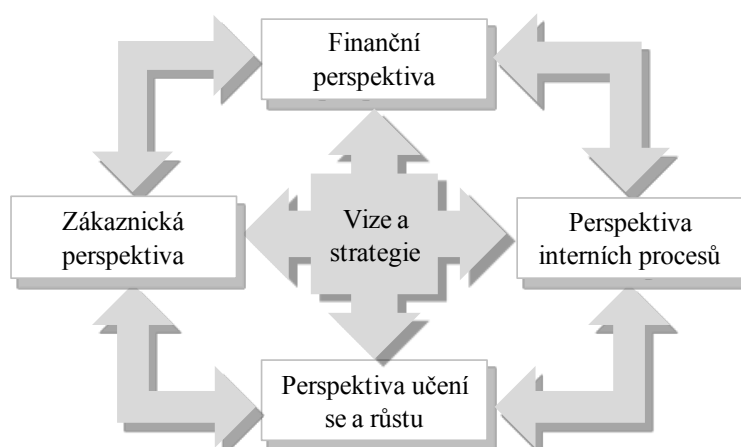 Finanční
perspektiva
Zákaznická
perspektiva
Vize a
strategie
Perspektiva
interních procesů
Perspektiva učení
se a růstu